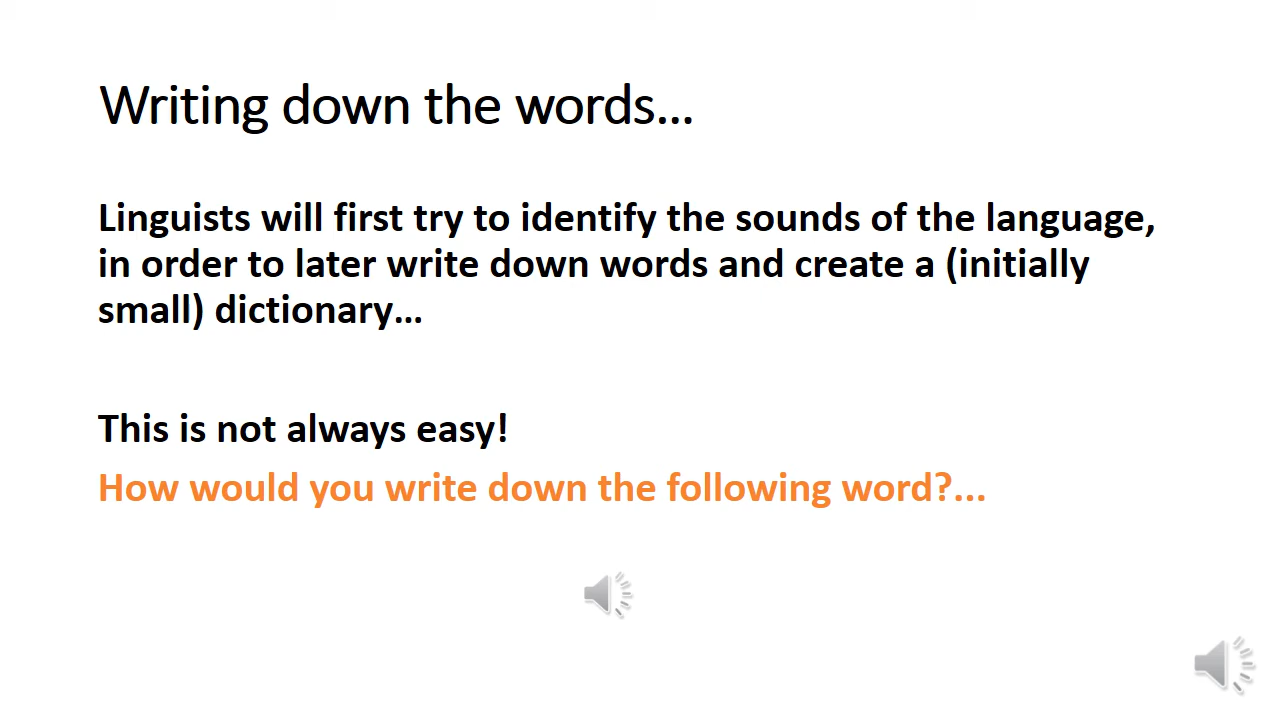 Writing down the words…
Linguists will first try to identify the sounds of the language,
in order to later write down words and create a (initially
small) dictionary…
This is not always easy!
How would you write down the following word?...